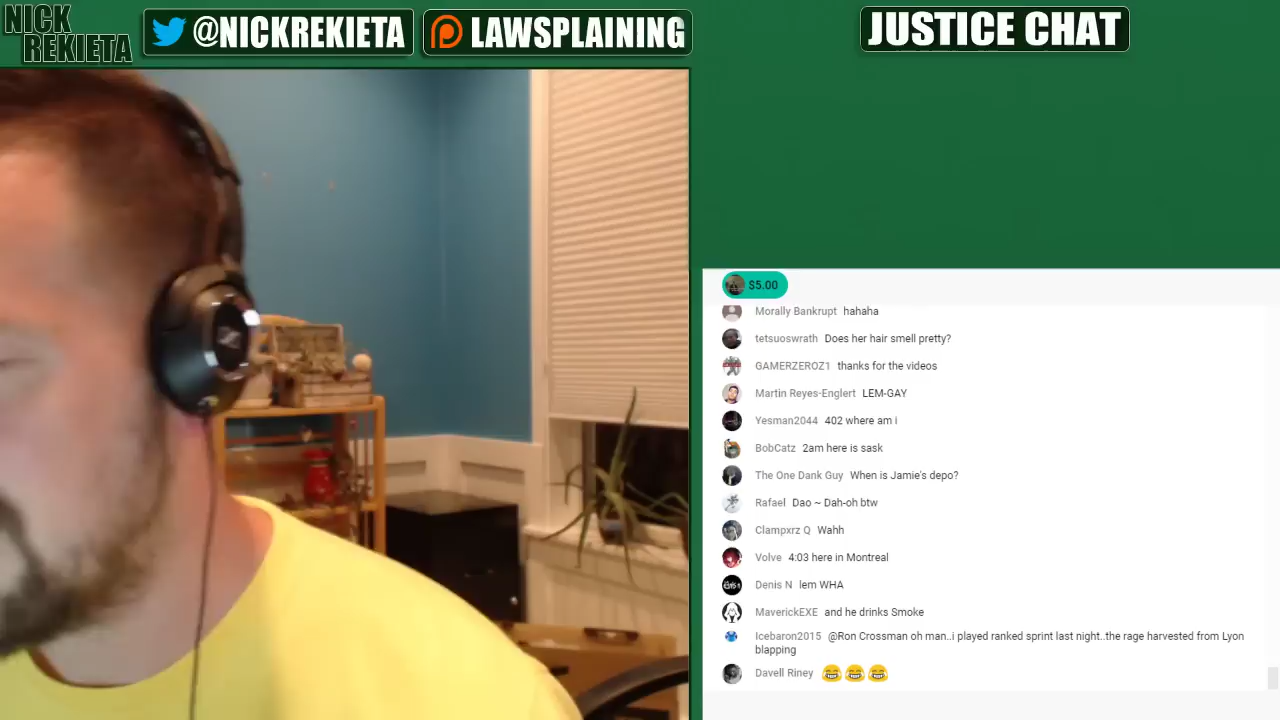 NICK
REKIETA
@NICKREKIETA
LAWSPLAINING
JUSTICE CHAT
$5.00
Morally Bankrupt hahaha
tetsuoswrath Does her hair smell pretty?
GAMERZEROZ1 thanks for the videos
Martin Reyes-Englert LEM-GAY
Yesman2044 402 where am i
BobCatz 2am here is sask
The One Dank Guy When is Jamie's depo?
Rafael Dao ~ Dah-oh btw
Clampxrz Q Wahh
Volve 4:03 here in Montreal
Denis N lem WHA
MaverickEXE and he drinks Smoke
Icebaron2015 @Ron Crossman oh man..i played ranked sprint last night..the rage harvested from Lyon
blapping
Davell Riney 😂😂😂